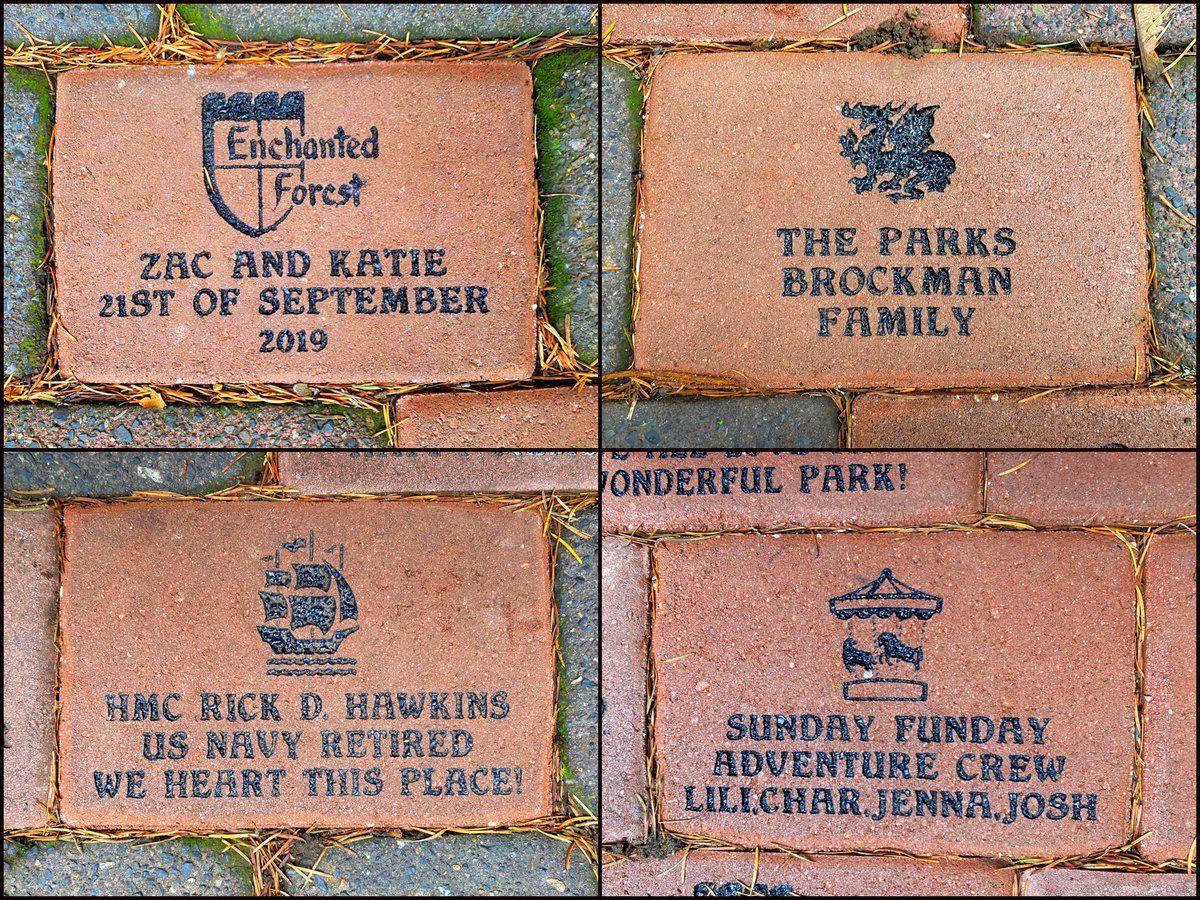 Enchanted
Forest
ZAC AND KATIE
21ST OF SEPTEMBER
2019
THE PARKS
BROCKMAN
FAMILY
HMC RICK D. HAWKINS
US NAVY RETIRED
WE HEART THIS PLACE!
WONDERFUL PARK!
SUNDAY FUNDAY
ADVENTURE CREW
LILI,CHAR,JENNA,JOSH